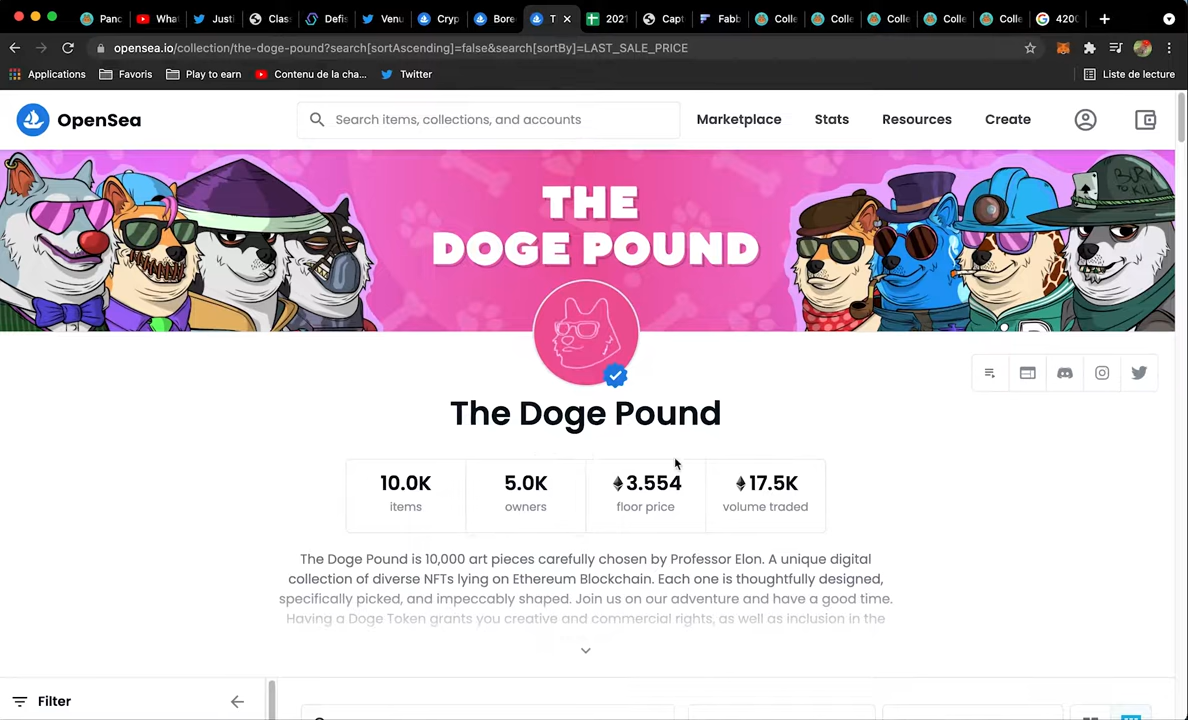 Panc
Wha
Justi
Clas
Defis
Venu
Cryp
Bore
T
2021
Capt
Fabb
Colle
Colle
Colle
Colle
Colle
420(
opensea.io/collection/the-doge-pound?search[sortAscending]=false&search[sortBy]=LAST_SALE_PRICE
Applications Favoris Play to earn Contenu de la cha... Twitter Liste de lecture
OpenSea Search items, collections, and accounts Marketplace Stats Resources Create
THE
DOGE POUND
The Doge Pound
10.0K 5.0K 3.554 17.5K
items owners floor price volume traded
The Doge Pound is 10,000 art pieces carefully chosen by Professor Elon. A unique digital
collection of diverse NFTs lying on Ethereum Blockchain. Each one is thoughtfully designed,
specifically picked, and impeccably shaped. Join us on our adventure and have a good time.
Having a Doge Token grants you creative and commercial rights, as well as inclusion in the
Filter